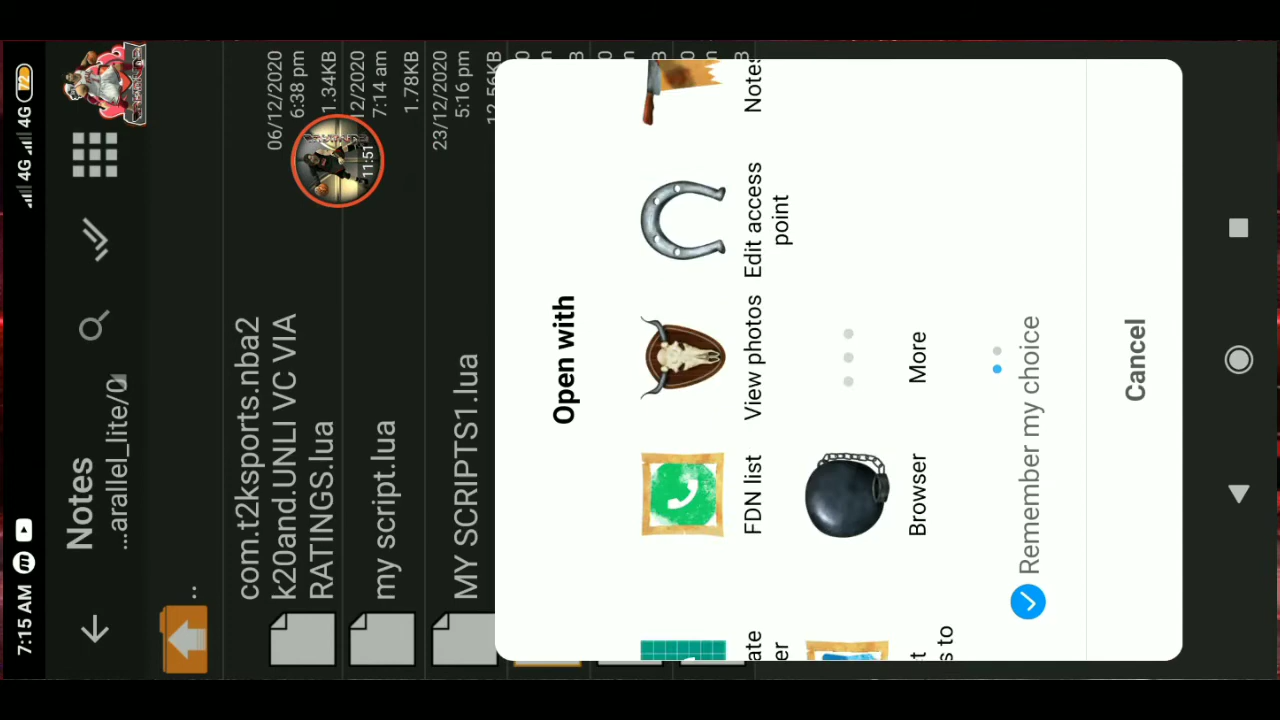 7:15 AM
4G
4G
72
Notes
...arallel_lite/0
..
com.t2ksports.nba2
k20and.UNLI VC VIA
RATINGS.lua
06/12/2020
6:38 pm
1.34KB
my script.lua
12/2020
7:14 am
1.78KB
MY SCRIPTS1.lua
23/12/2020
5:16 pm
11:51
Open with
FDN list
View photos
Edit access
point
Notes
Browser
More
Remember my choice
Cancel